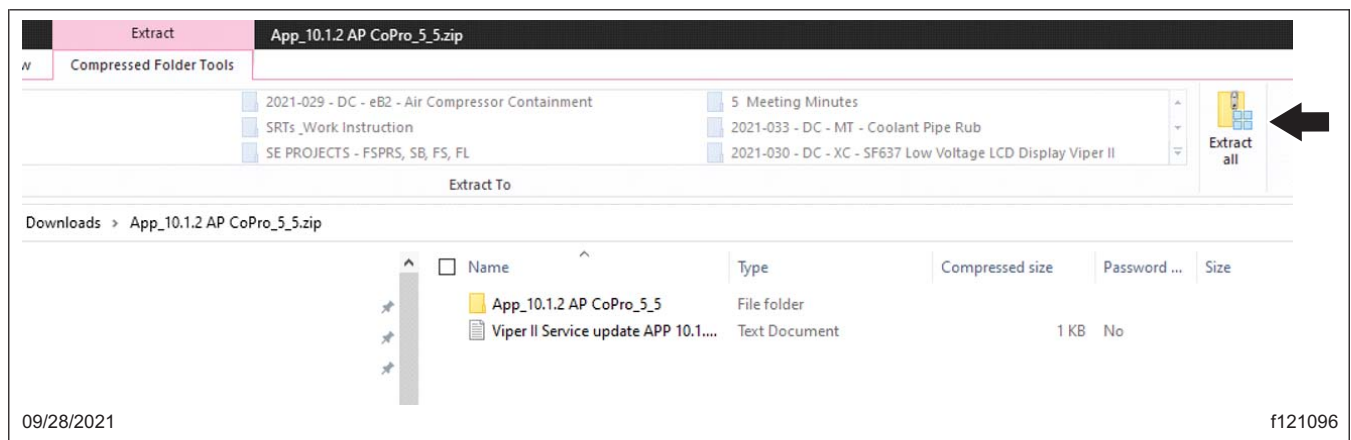 Extract App_10.1.2 AP CoPro_5_5.zip
w Compressed Folder Tools
2021-029 - DC - eB2 - Air Compressor Containment 5 Meeting Minutes
SRTs _Work Instruction 2021-033 - DC - MT - Coolant Pipe Rub
SE PROJECTS - FSPRS, SB, FS, FL 2021-030 - DC - XC - SF637 Low Voltage LCD Display Viper II
Extract
all
Extract To
Downloads > App_10.1.2 AP CoPro_5_5.zip
Name Type Compressed size Password ... Size
App_10.1.2 AP CoPro_5_5 File folder
Viper II Service update APP 10.1.... Text Document 1 KB No
09/28/2021 f121096